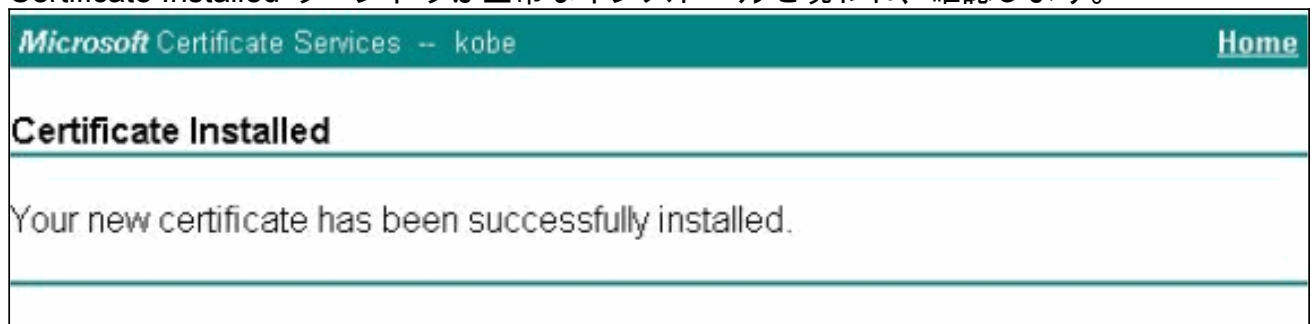 Microsoft Certificate Services -- kobe Home
Certificate Installed
Your new certificate has been successfully installed.